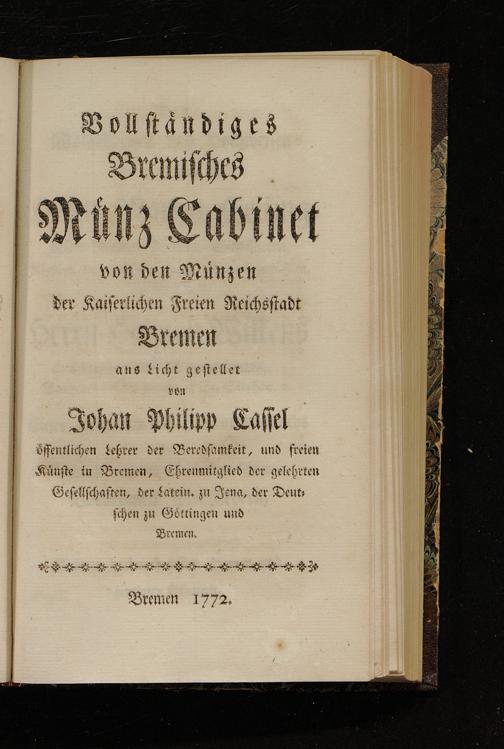 Vollständiges
Bremisches
Münz Cabinet
von den Münzen
der Kaiserlichen Freien Reichsstadt
Bremen
ans Licht gestellet
von
Johan Philipp Cassel
öffentlichen Lehrer der Beredsamkeit, und freien
Künste in Bremen, Ehrenmitglied der gelehrten
Gesellschaften, der Latein. zu Jena, der Deut⸗
schen zu Göttingen und
Bremen.
Bremen 1772.